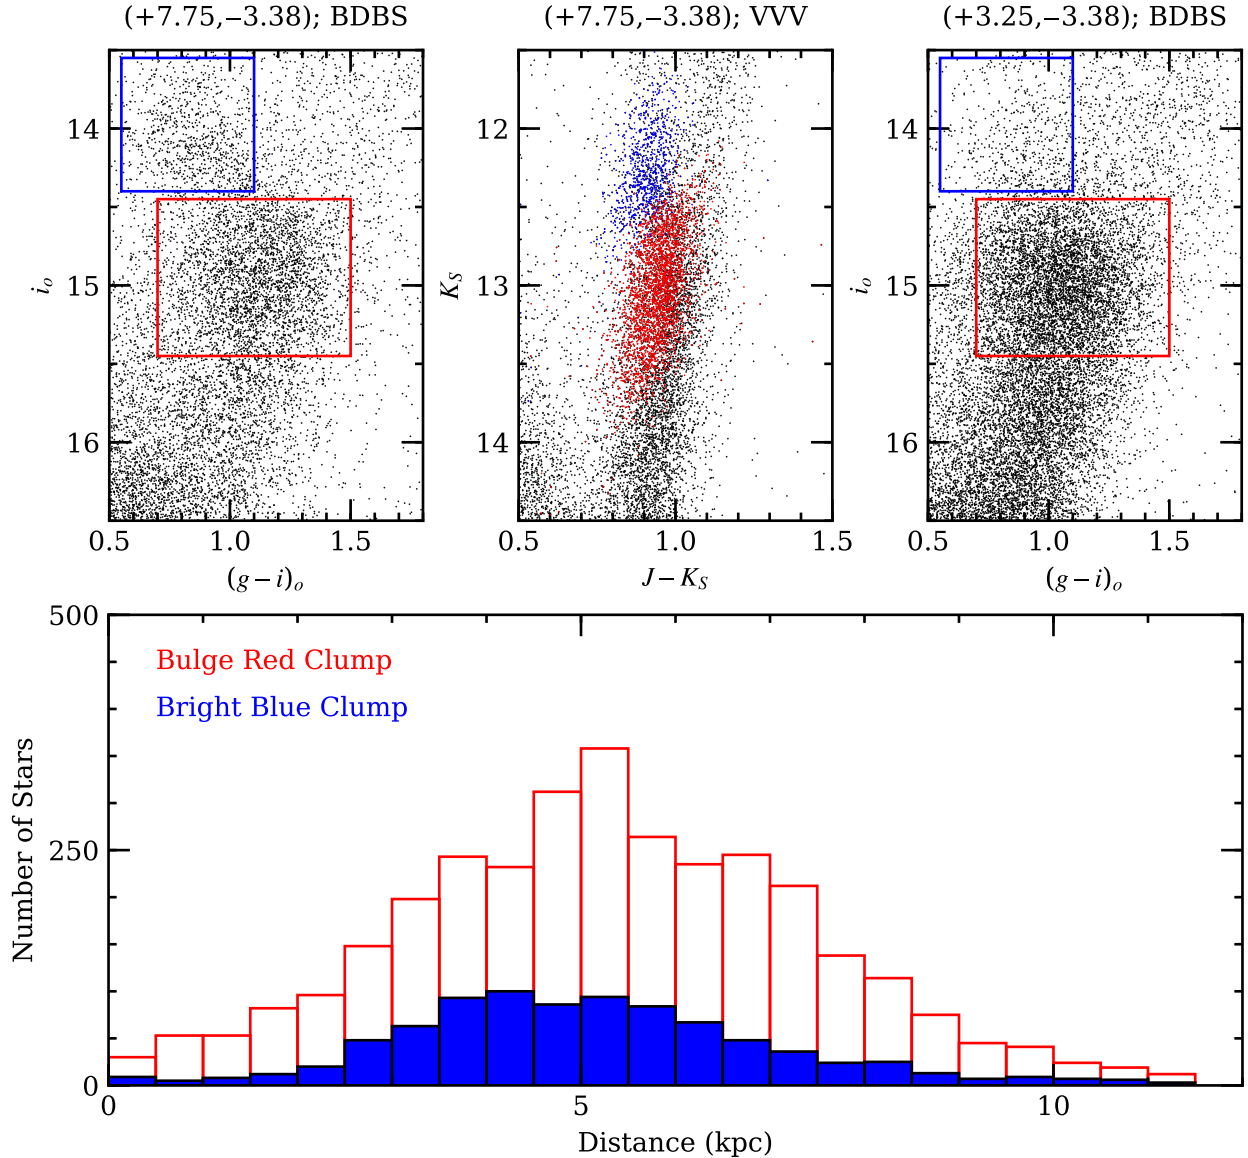 (+7.75,−3.38); BDBS
(+7.75,−3.38); VVV
(+3.25,−3.38); BDBS
14
15
16
i_o
0.5 1.0 1.5
(g − i)_o
12
13
14
K_S
0.5 1.0 1.5
J − K_S
14
15
16
i_o
0.5 1.0 1.5
(g − i)_o
500
250
0
Number of Stars
Bulge Red Clump
Bright Blue Clump
0 5 10
Distance (kpc)